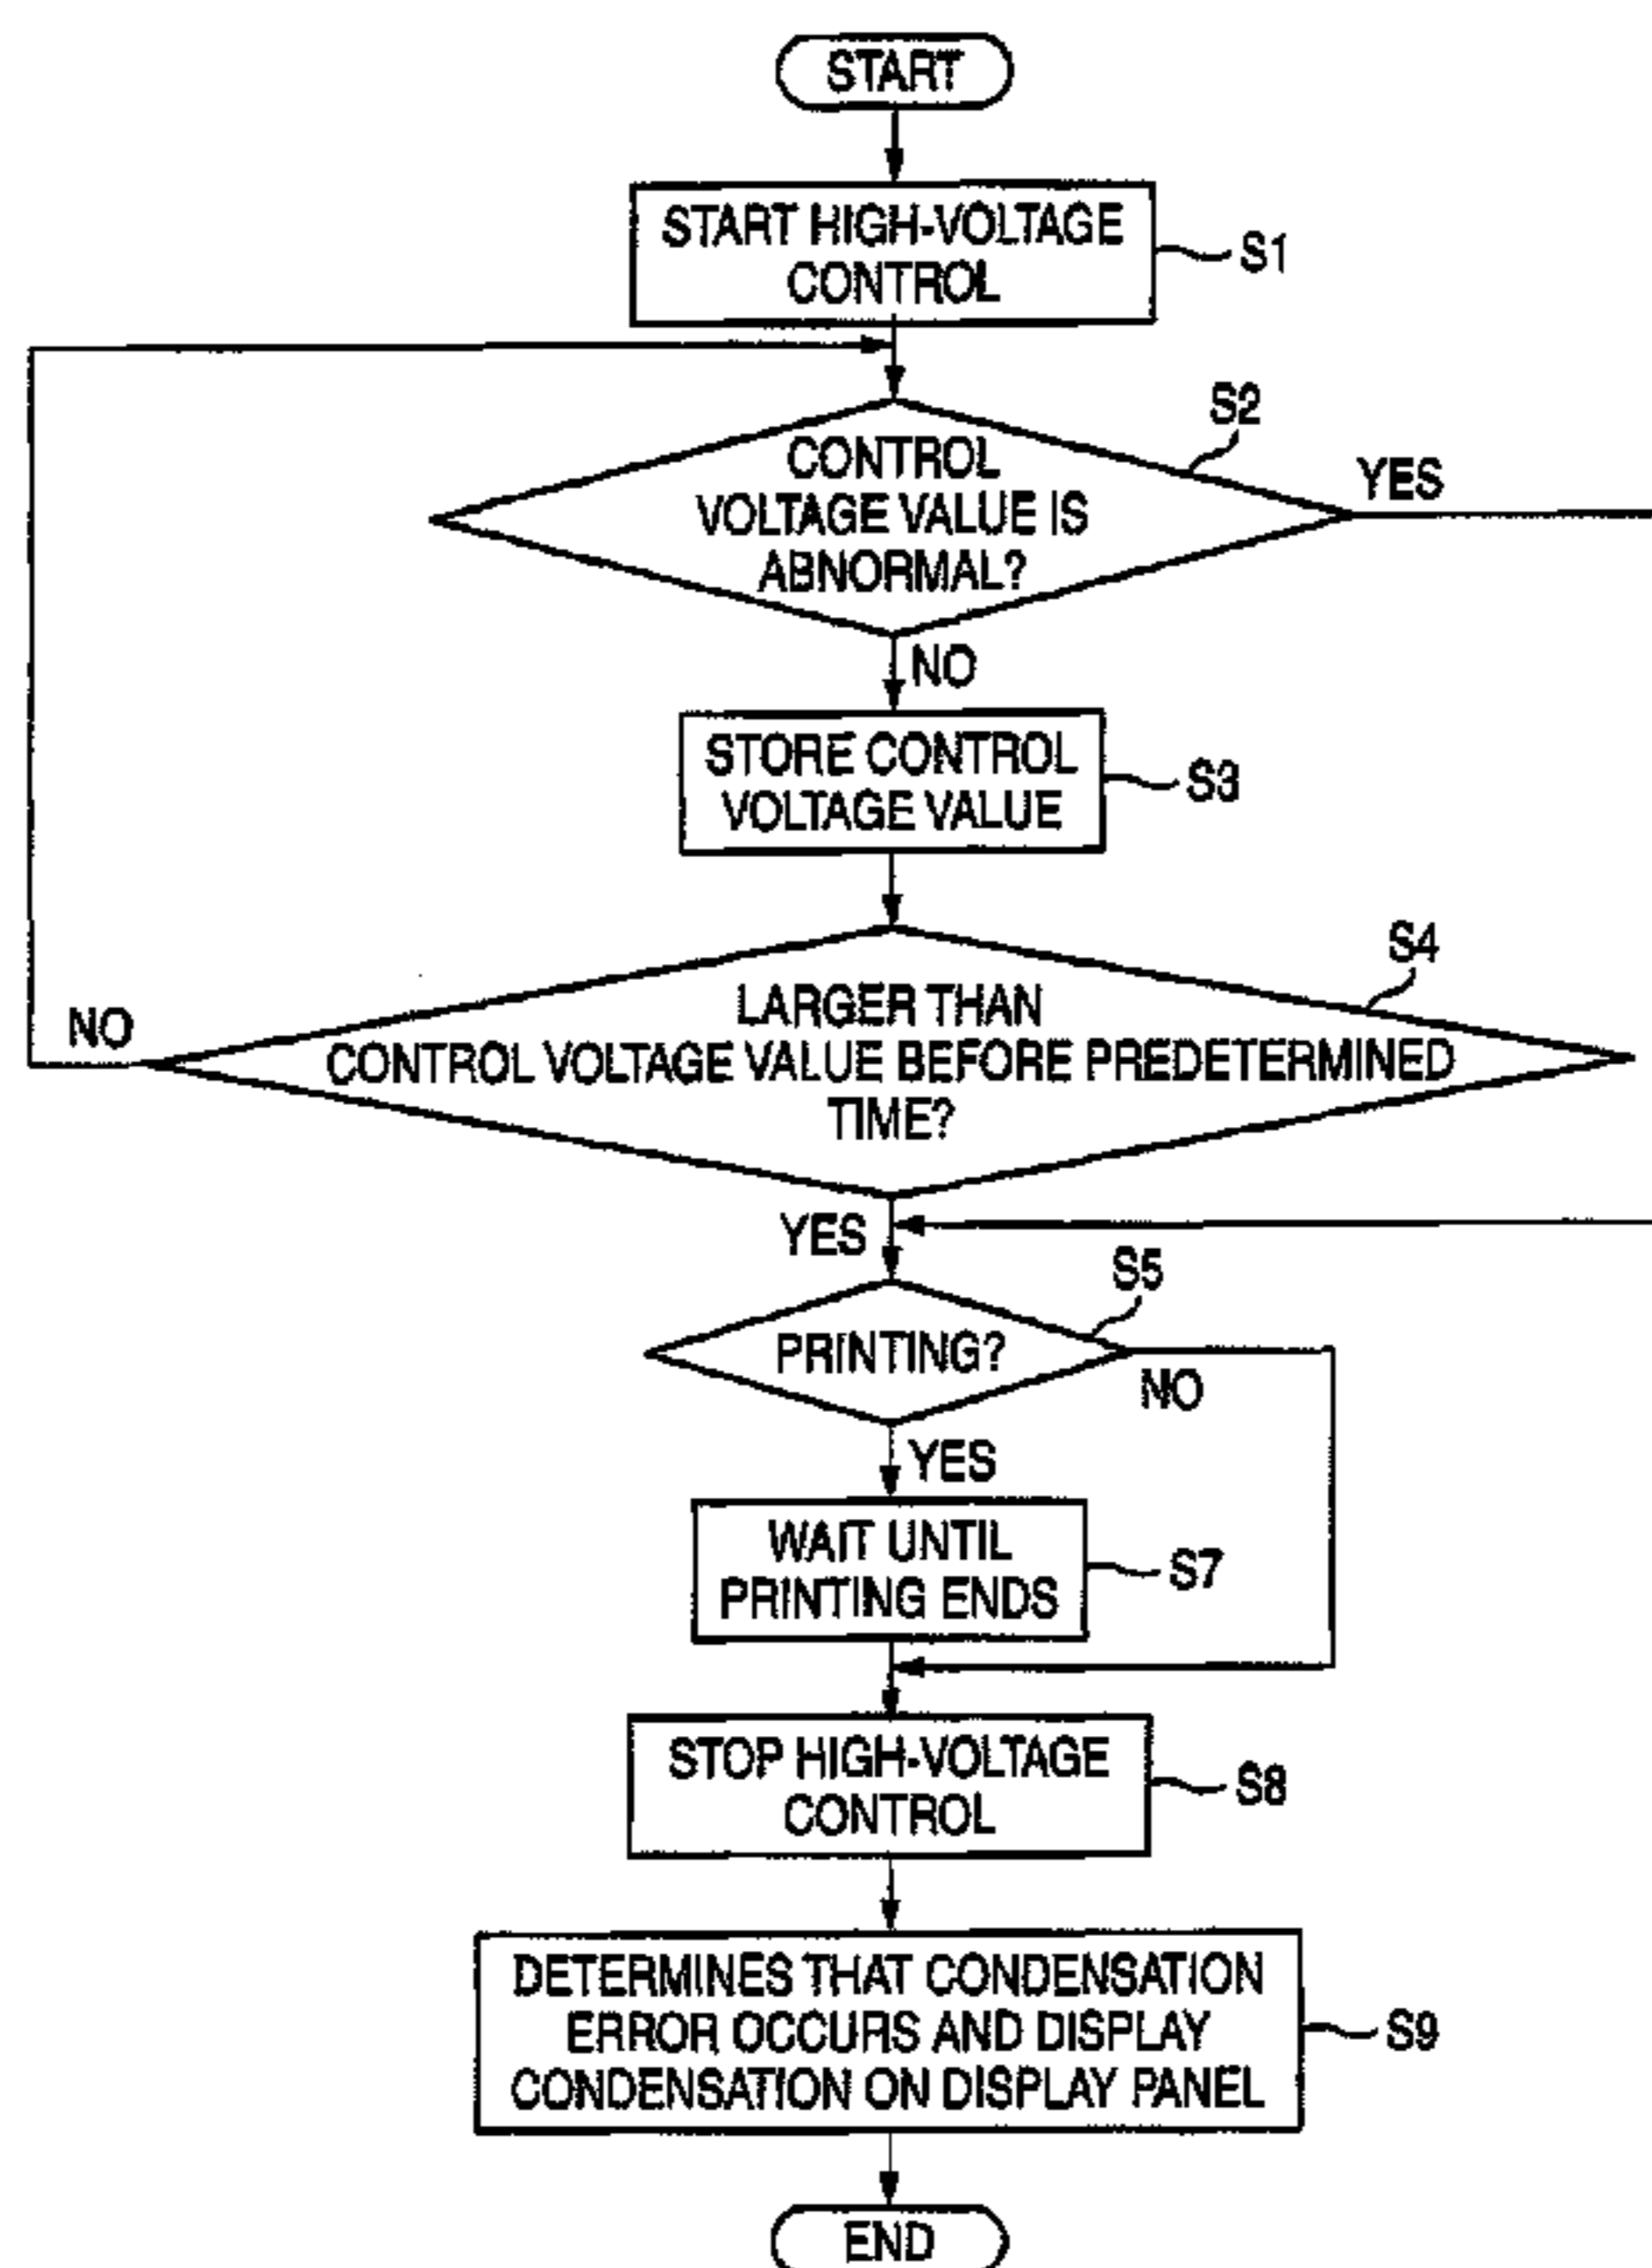 START
START HIGH-VOLTAGE
CONTROL
S1
S2
CONTROL
VOLTAGE VALUE IS
ABNORMAL?
YES
NO
STORE CONTROL
VOLTAGE VALUE
S3
S4
LARGER THAN
CONTROL VOLTAGE VALUE BEFORE PREDETERMINED
TIME?
NO
YES
S5
PRINTING?
NO
YES
WAIT UNTIL
PRINTING ENDS
S7
STOP HIGH-VOLTAGE
CONTROL
S8
DETERMINES THAT CONDENSATION
ERROR OCCURS AND DISPLAY
CONDENSATION ON DISPLAY PANEL
S9
END